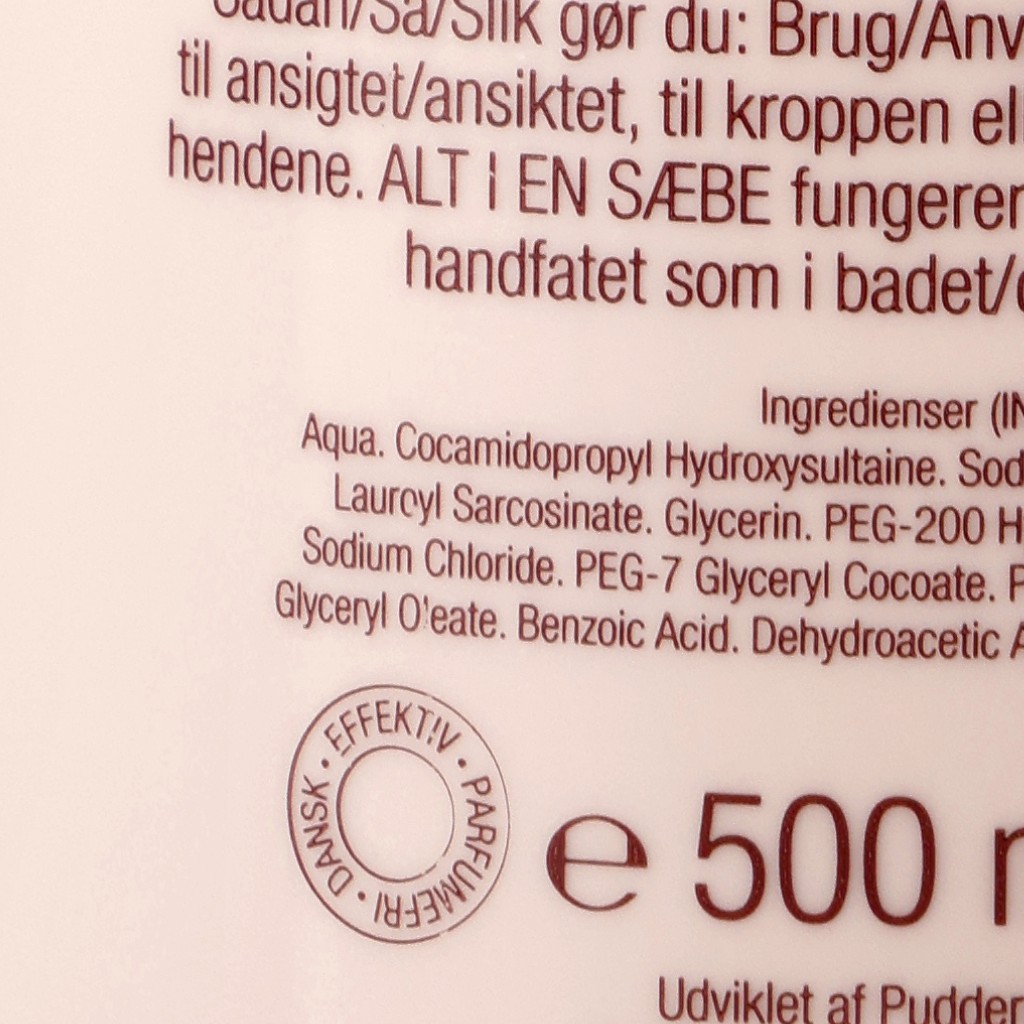 Sådan/Så/Slik gør du: Brug/Anv
til ansigtet/ansiktet, til kroppen el
hendene. ALT I EN SÆBE fungerer
handfatet som i badet/
Ingredienser (IN
Aqua. Cocamidopropyl Hydroxysultaine. Sod
Lauroyl Sarcosinate. Glycerin. PEG-200 H
Sodium Chloride. PEG-7 Glyceryl Cocoate. P
Glyceryl Oleate. Benzoic Acid. Dehydroacetic A
DANSK · EFFEKTIV · PARFUMEFRI ·
e 500
Udviklet af Pudder